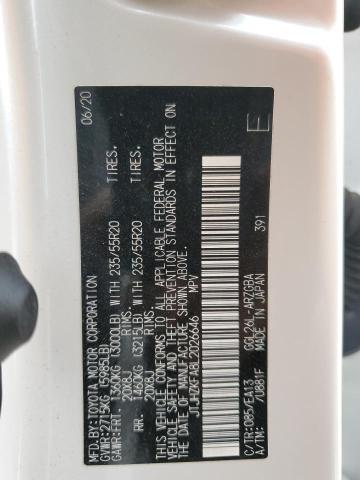 MFD.BY:TOYOTA MOTOR CORPORATION 06/20
GVWR:2715KG (5985LB)
GAWR:FRT. 1360KG (3000LB) WITH 235/55R20 TIRES.
20X8J RIMS.
1460KG (3215LB) WITH 235/55R20 TIRES.
20X8J RIMS.
THIS VEHICLE CONFORMS TO ALL APPLICABLE FEDERAL MOTOR
VEHICLE SAFETY AND THEFT PREVENTION STANDARDS IN EFFECT ON
THE DATE OF MANUFACTURE SHOWN ABOVE.
MPV
C/TR:085/EA13 GGL26L-ARZGBA
A/TM: /U881F MADE IN JAPAN
391
E